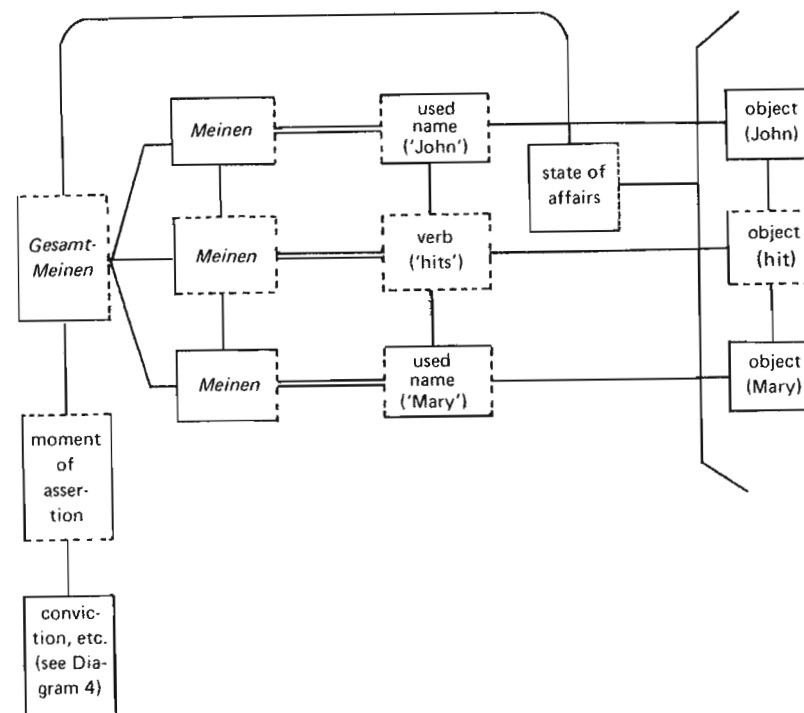 Meinen
used
name
('John')
object
(John)
state of
affairs
Gesamt-
Meinen
Meinen
verb
('hits')
object
(hit)
Meinen
used
name
('Mary')
object
(Mary)
moment
of
asser-
tion
convic-
tion, etc.
(see Dia-
gram 4)